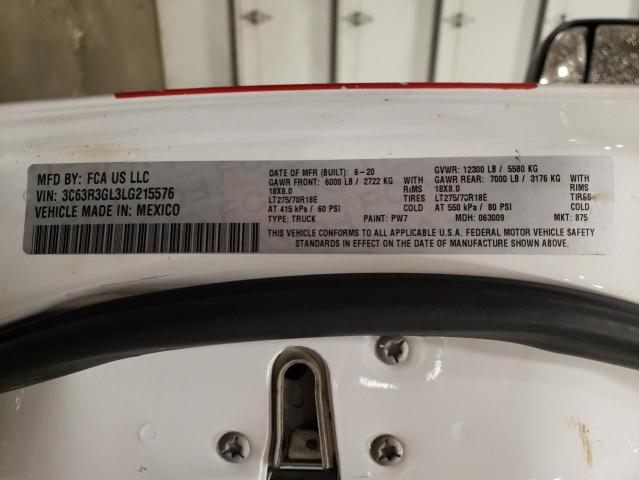 MFD BY: FCA US LLC
VIN: 3C63R3GL3LG215576
VEHICLE MADE IN: MEXICO
DATE OF MFR (BUILT): 6-20 GVWR: 12300 LB / 5580 KG
GAWR FRONT: 6000 LB / 2722 KG WITH GAWR REAR: 7000 LB / 3176 KG WITH
18X8.0 RIMS 18X8.0 RIMS
LT275/70R18E TIRES LT275/70R18E TIRES
AT 415 kPa / 60 PSI COLD AT 550 kPa / 80 PSI COLD
TYPE: TRUCK PAINT: PW7 MDH: 063009 MKT: 875
THIS VEHICLE CONFORMS TO ALL APPLICABLE U.S.A. FEDERAL MOTOR VEHICLE SAFETY
STANDARDS IN EFFECT ON THE DATE OF MANUFACTURE SHOWN ABOVE.